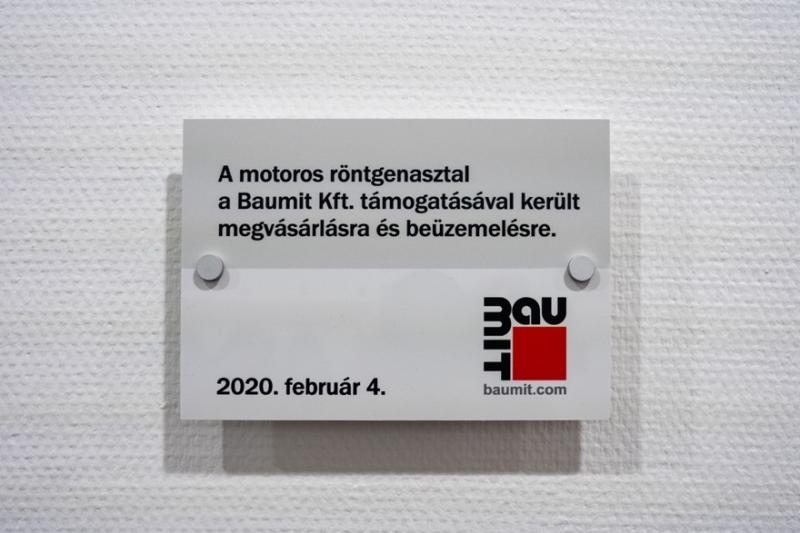 A motoros röntgenasztal
a Baumit Kft. támogatásával került
megvásárlásra és beüzemelésre.
2020. február 4.
BAU
MIT
baumit.com